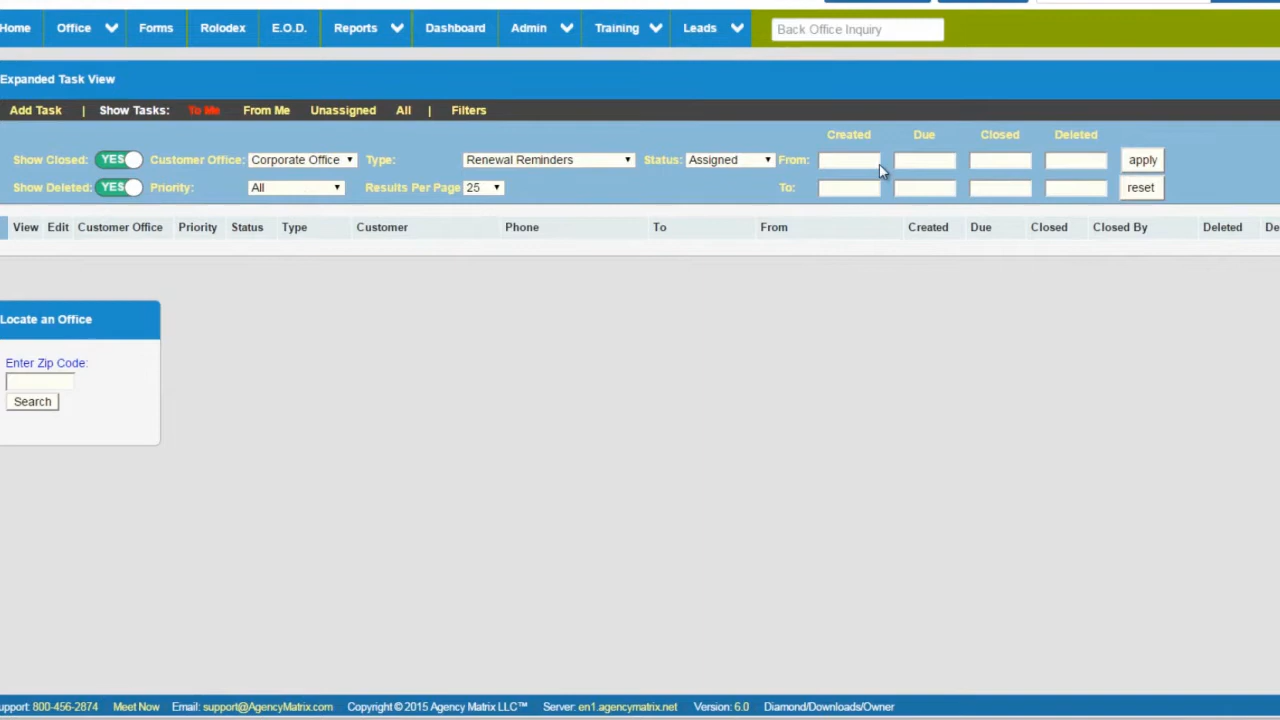 Home Office Forms Rolodex E.O.D. Reports Dashboard Admin Training Leads Back Office Inquiry
Expanded Task View
Add Task | Show Tasks: To Me From Me Unassigned All | Filters
Created Due Closed Deleted
Show Closed: YES Customer Office: Corporate Office Type: Renewal Reminders Status: Assigned From: apply
Show Deleted: YES Priority: All Results Per Page 25 To: reset
View Edit Customer Office Priority Status Type Customer Phone To From Created Due Closed Closed By Deleted De
Locate an Office
Enter Zip Code:
Search
upport: 800-456-2874 Meet Now Email: support@AgencyMatrix.com Copyright © 2015 Agency Matrix LLC™ Server: en1.agencymatrix.net Version: 6.0 Diamond/Downloads/Owner